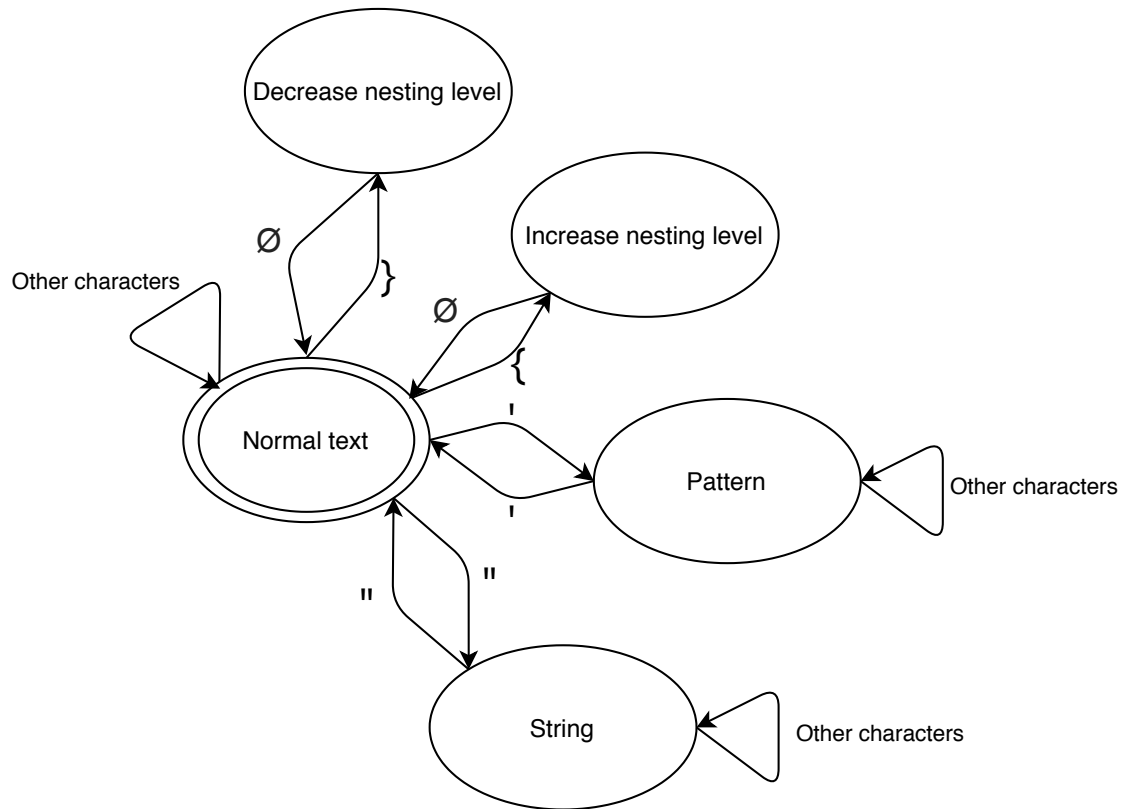 Decrease nesting level
Increase nesting level
Ø
}
Other characters
Ø
{
Normal text
'
Pattern
Other characters
'
"
"
String
Other characters